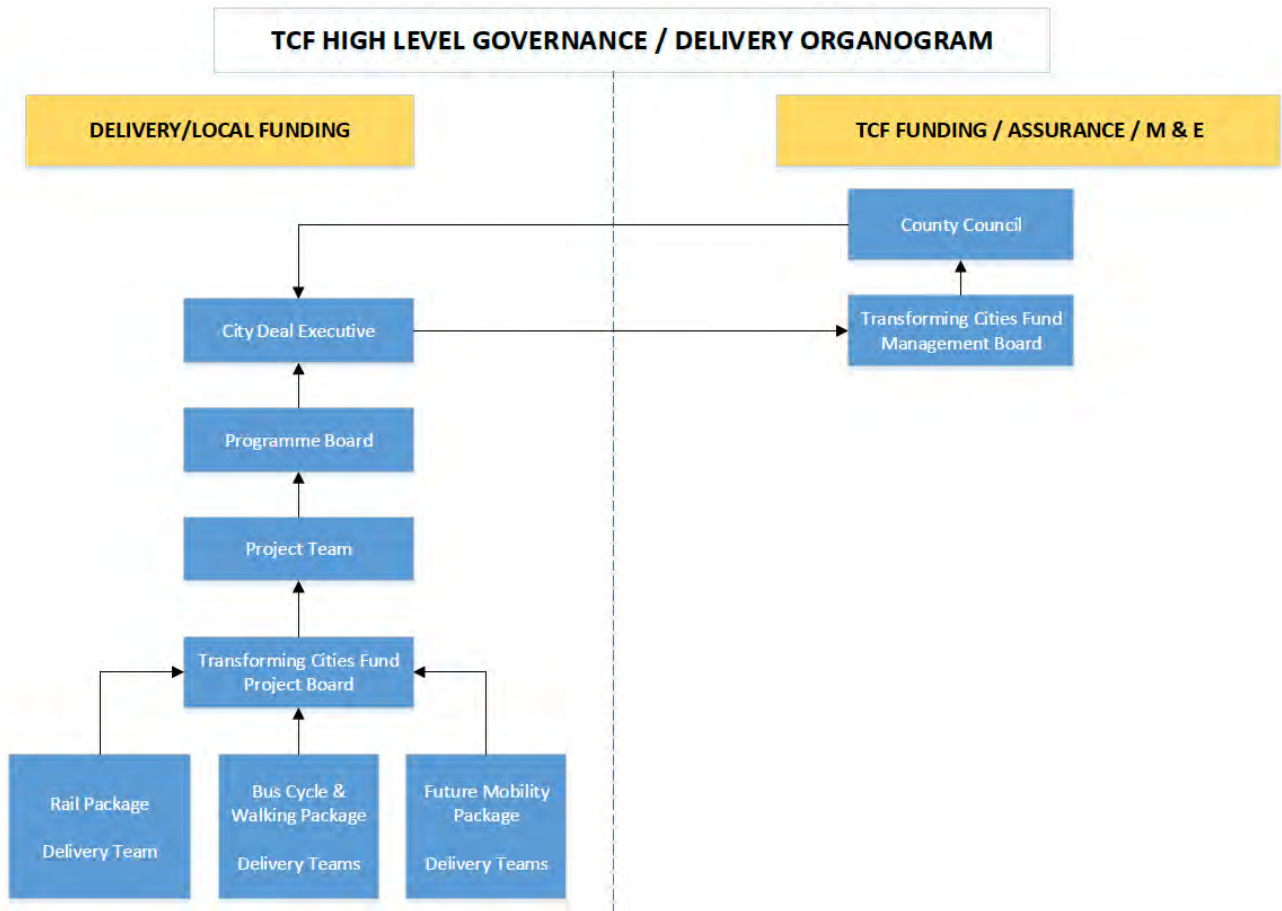 TCF HIGH LEVEL GOVERNANCE / DELIVERY ORGANOGRAM
DELIVERY/LOCAL FUNDING
TCF FUNDING / ASSURANCE / M & E
County Council
City Deal Executive
Transforming Cities Fund
Management Board
Programme Board
Project Team
Transforming Cities Fund
Project Board
Rail Package
Delivery Team
Bus Cycle &
Walking Package
Delivery Teams
Future Mobility
Package
Delivery Teams